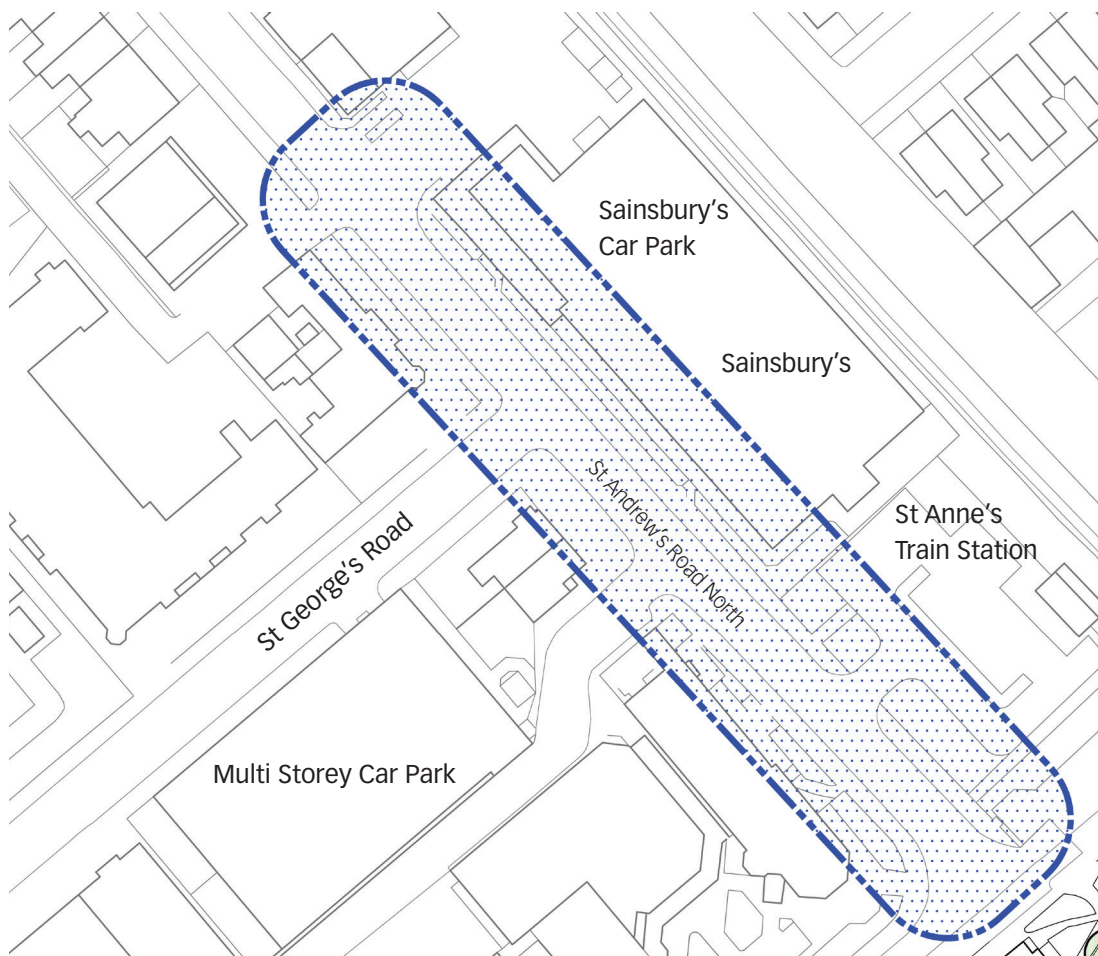 Sainsbury's
Car Park
Sainsbury's
St Andrew's Road North
St Anne's
Train Station
St George's Road
Multi Storey Car Park